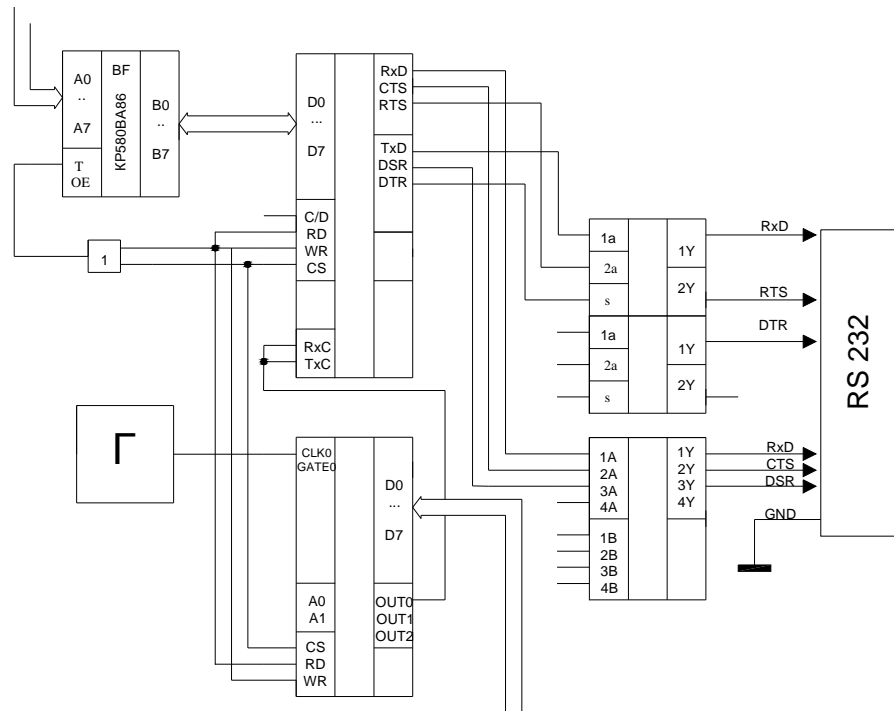 A0
..
A7
T
OE
BF
КР580ВА86
B0
..
B7
1
D0
...
D7
C/D
RD
WR
CS
RxC
TxC
RxD
CTS
RTS
TxD
DSR
DTR
Г
CLK0
GATE0
A0
A1
CS
RD
WR
D0
...
D7
OUT0
OUT1
OUT2
1a
2a
s
1Y
2Y
1a
2a
s
1Y
2Y
1A
2A
3A
4A
1B
2B
3B
4B
1Y
2Y
3Y
4Y
RxD
RTS
DTR
RxD
CTS
DSR
GND
RS 232